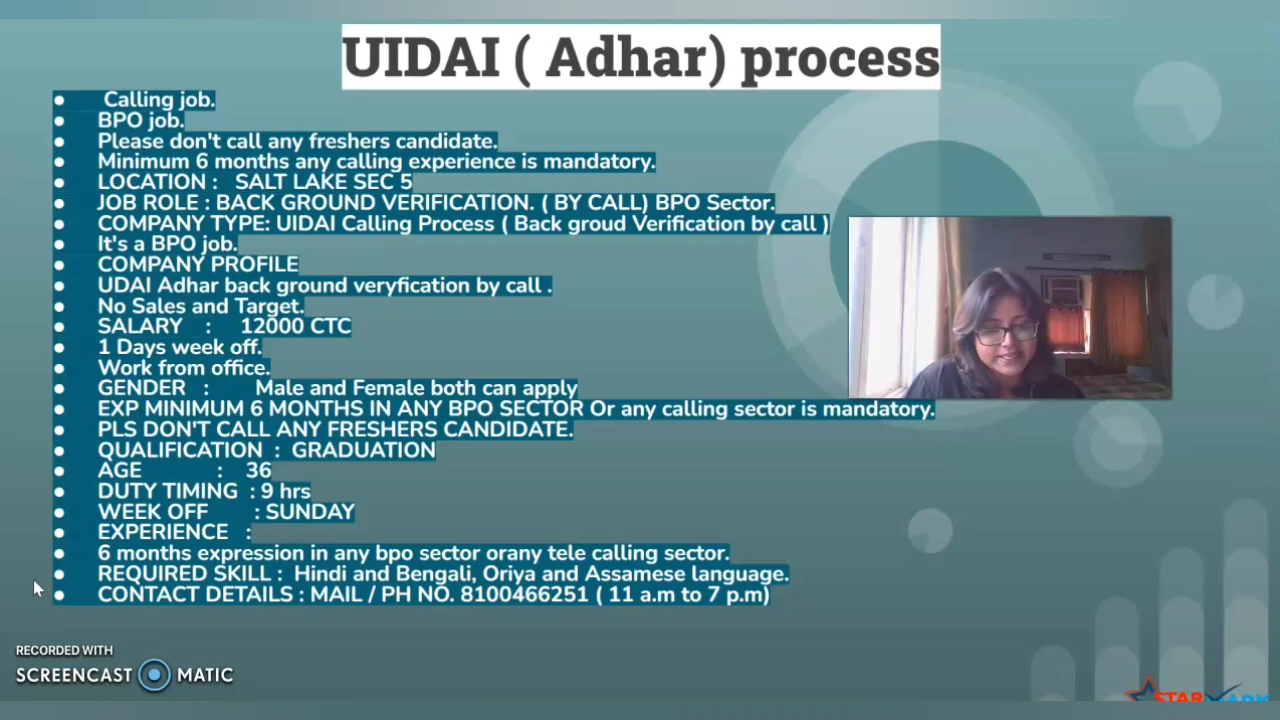 UIDAI ( Adhar) process
● Calling job.
● BPO job.
● Please don't call any freshers candidate.
● Minimum 6 months any calling experience is mandatory.
● LOCATION : SALT LAKE SEC 5
● JOB ROLE : BACK GROUND VERIFICATION. ( BY CALL) BPO Sector.
● COMPANY TYPE: UIDAI Calling Process ( Back groud Verification by call )
● It's a BPO job.
● COMPANY PROFILE
● UDAI Adhar back ground veryfication by call .
● No Sales and Target.
● SALARY : 12000 CTC
● 1 Days week off.
● Work from office.
● GENDER : Male and Female both can apply
● EXP MINIMUM 6 MONTHS IN ANY BPO SECTOR Or any calling sector is mandatory.
● PLS DON'T CALL ANY FRESHERS CANDIDATE.
● QUALIFICATION : GRADUATION
● AGE : 36
● DUTY TIMING : 9 hrs
● WEEK OFF : SUNDAY
● EXPERIENCE :
● 6 months expression in any bpo sector orany tele calling sector.
● REQUIRED SKILL : Hindi and Bengali, Oriya and Assamese language.
● CONTACT DETAILS : MAIL / PH NO. 8100466251 ( 11 a.m to 7 p.m)
RECORDED WITH
SCREENCAST MATIC